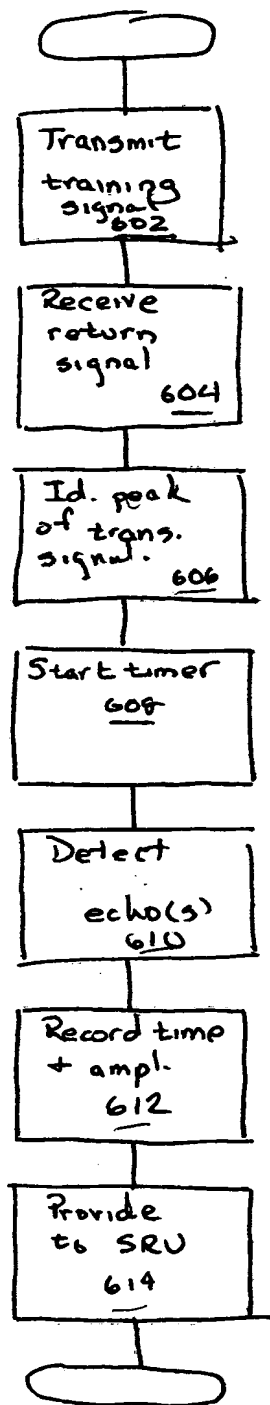 Transmit
training
signal
602
Receive
return
signal
604
Id. peak
of trans.
signal.
606
Start timer
608
Detect
echo(s)
610
Record time
+ ampl.
612
Provide
to SRU
614